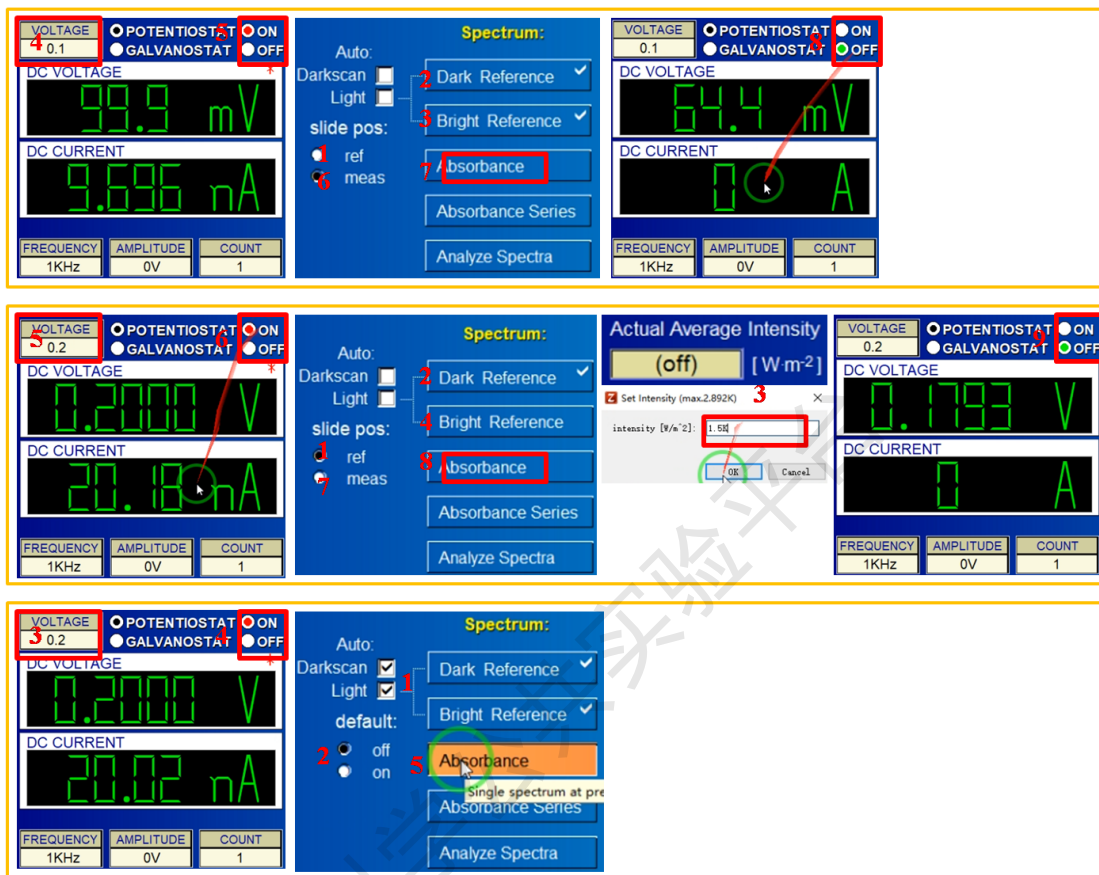 VOLTAGE
4
0.1
POTENTIOSTAT
GALVANOSTAT
5
ON
OFF
DC VOLTAGE
*
99.9 mV
DC CURRENT
9.696 nA
FREQUENCY
1KHz
AMPLITUDE
0V
COUNT
1
Spectrum:
Auto:
Darkscan
Light
2
Dark Reference
3
Bright Reference
slide pos:
1
ref
6
meas
7
Absorbance
Absorbance Series
Analyze Spectra
VOLTAGE
0.1
POTENTIOSTAT
GALVANOSTAT
8
ON
OFF
DC VOLTAGE
64.4 mV
DC CURRENT
0 A
FREQUENCY
1KHz
AMPLITUDE
0V
COUNT
1
VOLTAGE
5
0.2
POTENTIOSTAT
GALVANOSTAT
6
ON
OFF
DC VOLTAGE
*
0.2000 V
DC CURRENT
20.18 nA
FREQUENCY
1KHz
AMPLITUDE
0V
COUNT
1
Spectrum:
Auto:
Darkscan
Light
2
Dark Reference
4
Bright Reference
slide pos:
1
ref
7
meas
8
Absorbance
Absorbance Series
Analyze Spectra
Actual Average Intensity
(off) [W·m-2]
Set Intensity (max.2.892K)
3
intensity [W/m^2]: 1.5K
OK Cancel
VOLTAGE
0.2
POTENTIOSTAT
GALVANOSTAT
9
ON
OFF
DC VOLTAGE
0.1793 V
DC CURRENT
0 A
FREQUENCY
1KHz
AMPLITUDE
0V
COUNT
1
VOLTAGE
3
0.2
POTENTIOSTAT
GALVANOSTAT
4
ON
OFF
DC VOLTAGE
*
0.2000 V
DC CURRENT
20.02 nA
FREQUENCY
1KHz
AMPLITUDE
0V
COUNT
1
Spectrum:
Auto:
Darkscan
Light
1
Dark Reference
Bright Reference
default:
2
off
on
5
Absorbance
Single spectrum at pre
Absorbance Series
Analyze Spectra